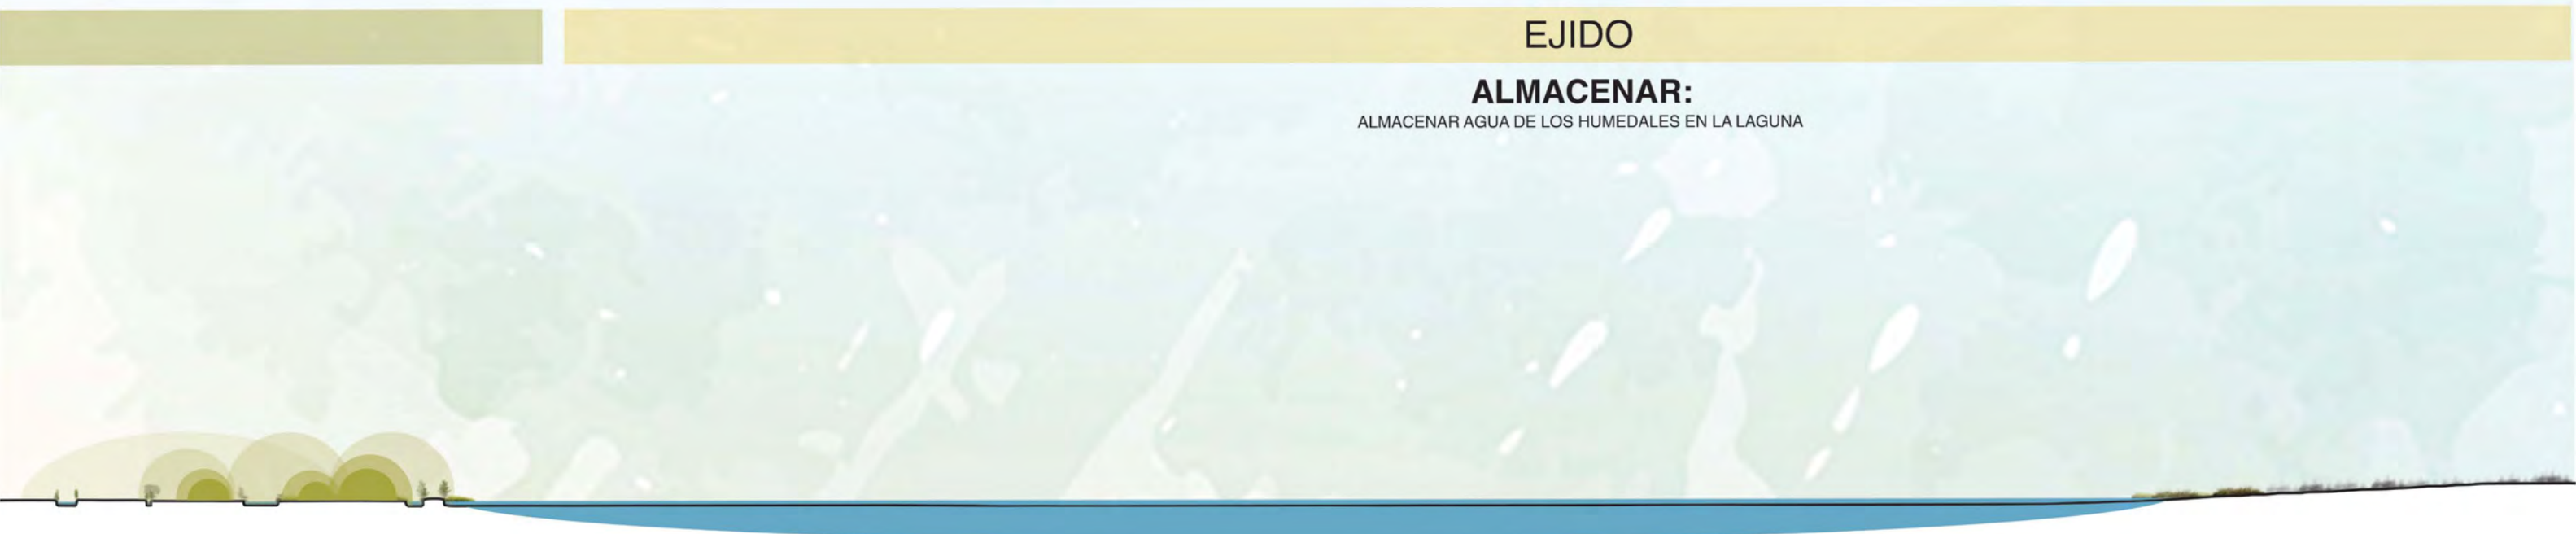 EJIDO
ALMACENAR:
ALMACENAR AGUA DE LOS HUMEDALES EN LA LAGUNA